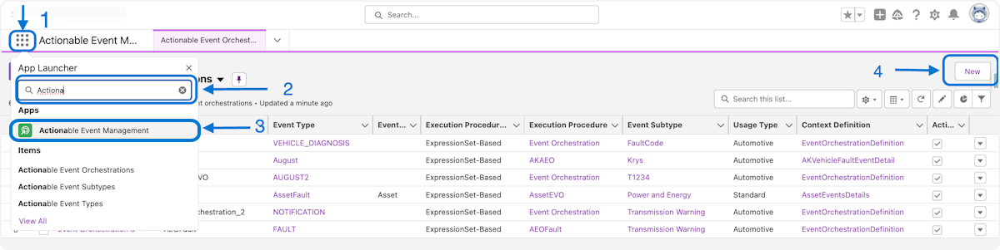 1
Search...
Actionable Event M... Actionable Event Orchest...
App Launcher
ons
4
New
Actiona
2
orchestrations • Updated a minute ago
Search this list...
Apps
Actionable Event Management
3
Event Type Event... Execution Procedur... Execution Procedure Event Subtype Usage Type Context Definition Acti...
VEHICLE_DIAGNOSIS ExpressionSet-Based Event Orchestration FaultCode Automotive EventOrchestrationDefinition
Items
August ExpressionSet-Based AKAEO Krys Automotive AKVehicleFaultEventDetail
Actionable Event Orchestrations
VO AUGUST2 ExpressionSet-Based Event Orchestration T1234 Automotive EventOrchestrationDefinition
Actionable Event Subtypes
AssetFault Asset ExpressionSet-Based AssetEVO Power and Energy Standard AssetEventsDetails
Actionable Event Types
chestration_2 NOTIFICATION ExpressionSet-Based Event Orchestration Transmission Warning Automotive EventOrchestrationDefinition
View All
FAULT ExpressionSet-Based AEOFault Transmission Warning Automotive EventOrchestrationDefinition